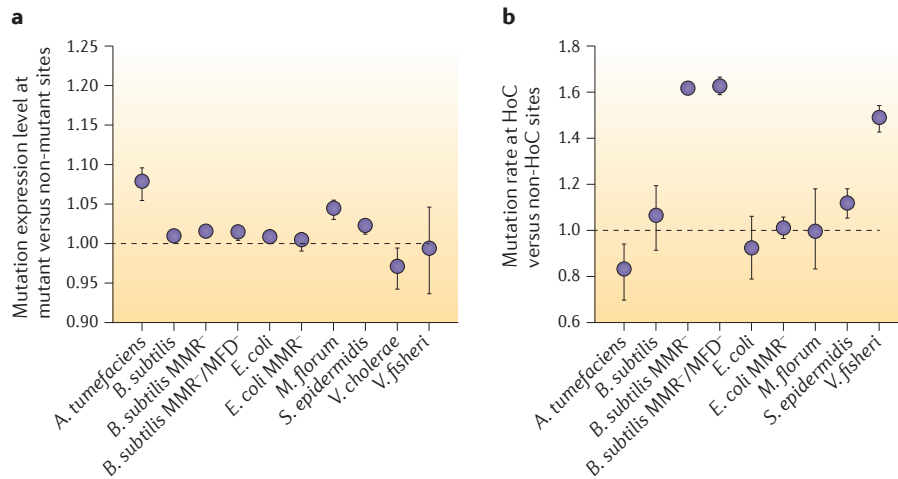 a
Mutation expression level at
mutant versus non-mutant sites
1.25
1.20
1.15
1.10
1.05
1.00
0.95
0.90
A. tumefaciens
B. subtilis
B. subtilis MMR⁻
B. subtilis MMR⁻/MFD⁻
E. coli
E. coli MMR⁻
M. florum
S. epidermidis
V. cholerae
V. fisheri
b
Mutation rate at HoC
versus non-HoC sites
1.8
1.6
1.4
1.2
1.0
0.8
0.6
A. tumefaciens
B. subtilis
B. subtilis MMR⁻
B. subtilis MMR⁻/MFD⁻
E. coli
E. coli MMR⁻
M. florum
S. epidermidis
V. fisheri